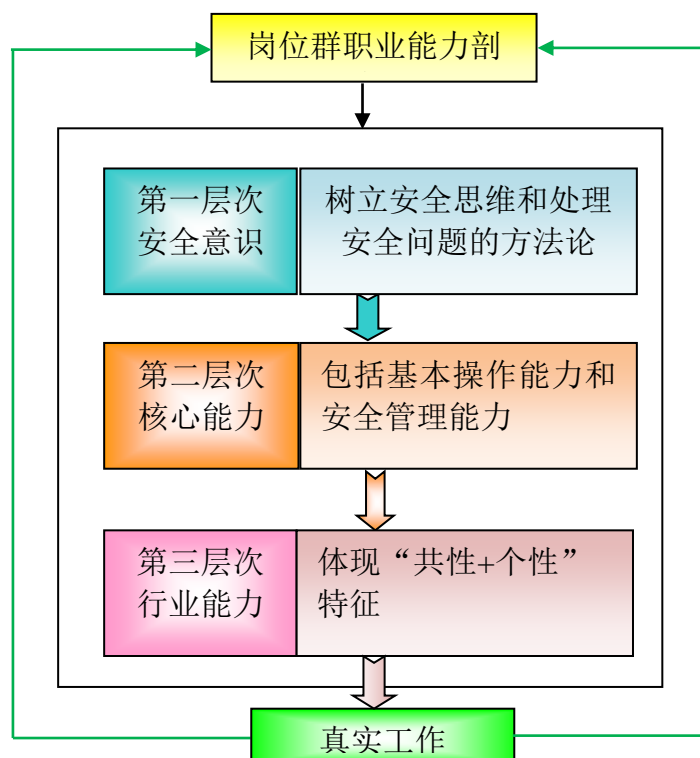 岗位群职业能力剖
第一层次
安全意识
树立安全思维和处理
安全问题的方法论
第二层次
核心能力
包括基本操作能力和
安全管理能力
第三层次
行业能力
体现“共性+个性”
特征
真实工作